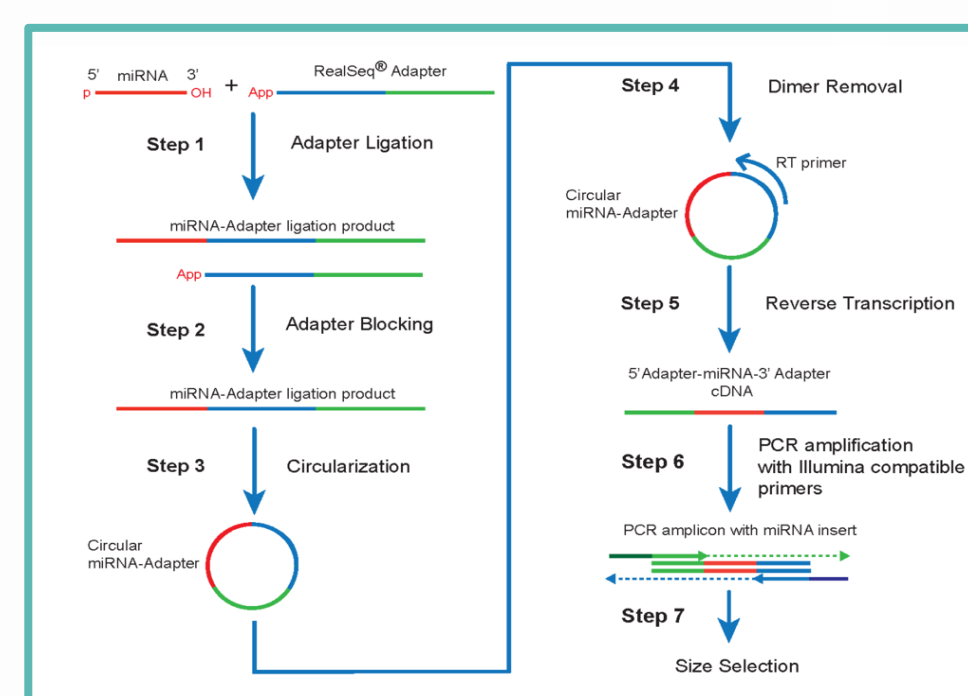 5' miRNA 3'
p OH + App
RealSeq® Adapter
Step 1 Adapter Ligation
miRNA-Adapter ligation product
App
Step 2 Adapter Blocking
miRNA-Adapter ligation product
Step 3 Circularization
Circular
miRNA-Adapter
Step 4 Dimer Removal
RT primer
Circular
miRNA-Adapter
Step 5 Reverse Transcription
5'Adapter-miRNA-3' Adapter
cDNA
Step 6 PCR amplification
with Illumina compatible
primers
PCR amplicon with miRNA insert
Step 7
Size Selection